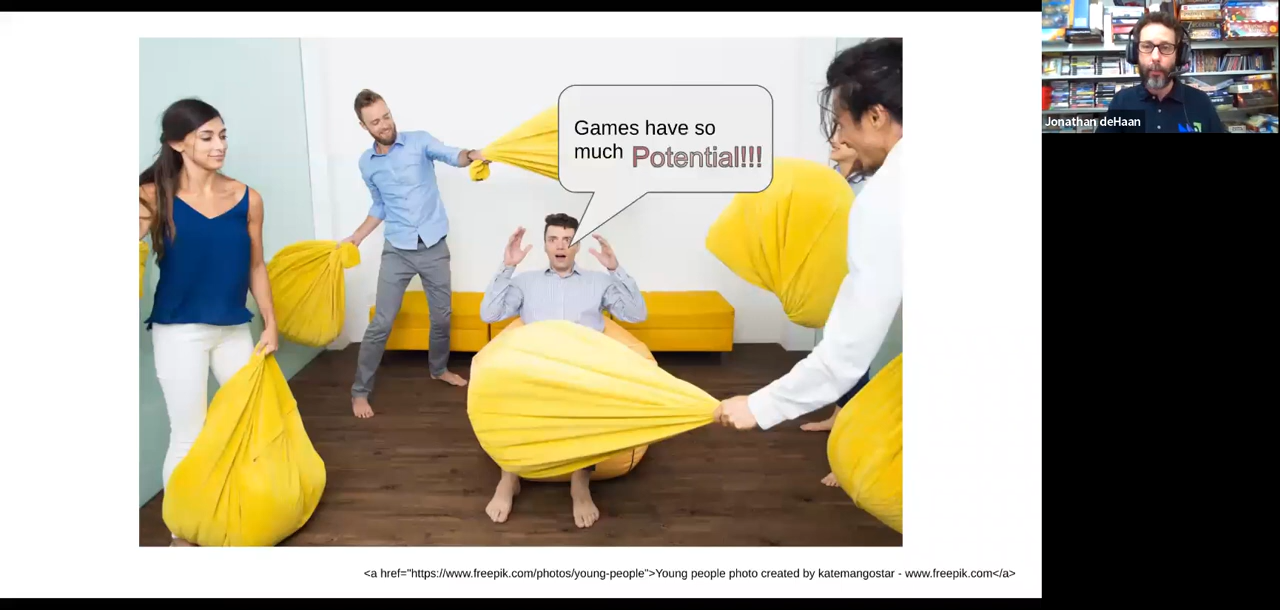 Games have so
much Potential!!!
Jonathan deHaan
<a href="https://www.freepik.com/photos/young-people">Young people photo created by katemangostar - www.freepik.com</a>